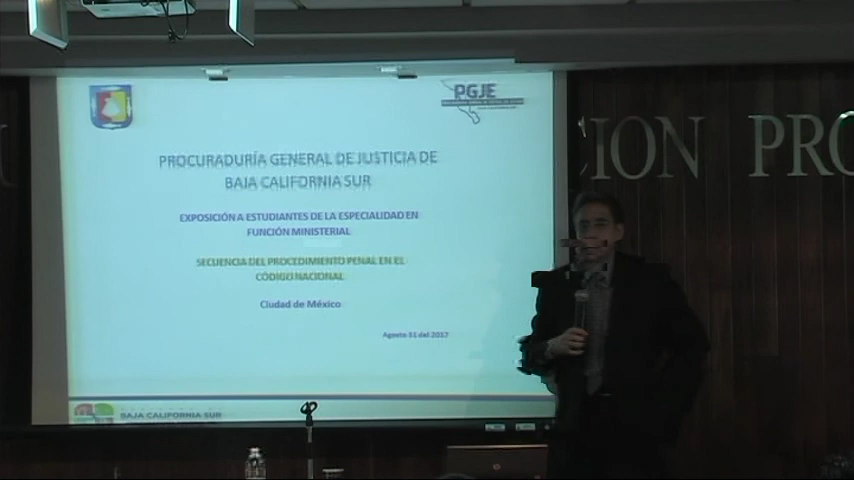 PGJE
PROCURADURÍA GENERAL DE JUSTICIA DE
BAJA CALIFORNIA SUR
EXPOSICIÓN A ESTUDIANTES DE LA ESPECIALIDAD EN
FUNCIÓN MINISTERIAL
SECUENCIA DEL PROCEDIMIENTO PENAL EN EL
CÓDIGO NACIONAL
Ciudad de México
Agosto 31 del 2017
BAJA CALIFORNIA SUR
CION PRO